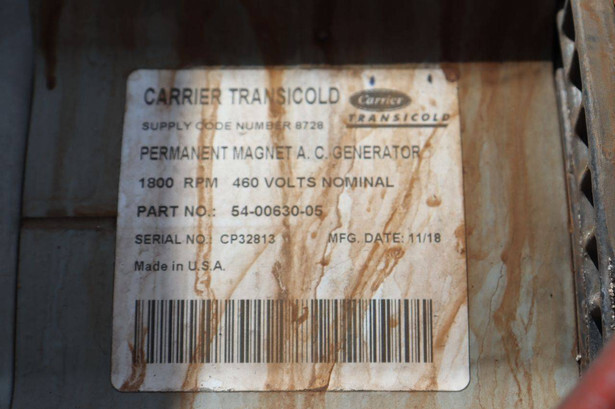 CARRIER TRANSICOLD
Carrier
TRANSICOLD
SUPPLY CODE NUMBER 8728
PERMANENT MAGNET A. C. GENERATOR
1800 RPM 460 VOLTS NOMINAL
PART NO.: 54-00630-05
SERIAL NO.: CP32813 MFG. DATE: 11/18
Made in U.S.A.